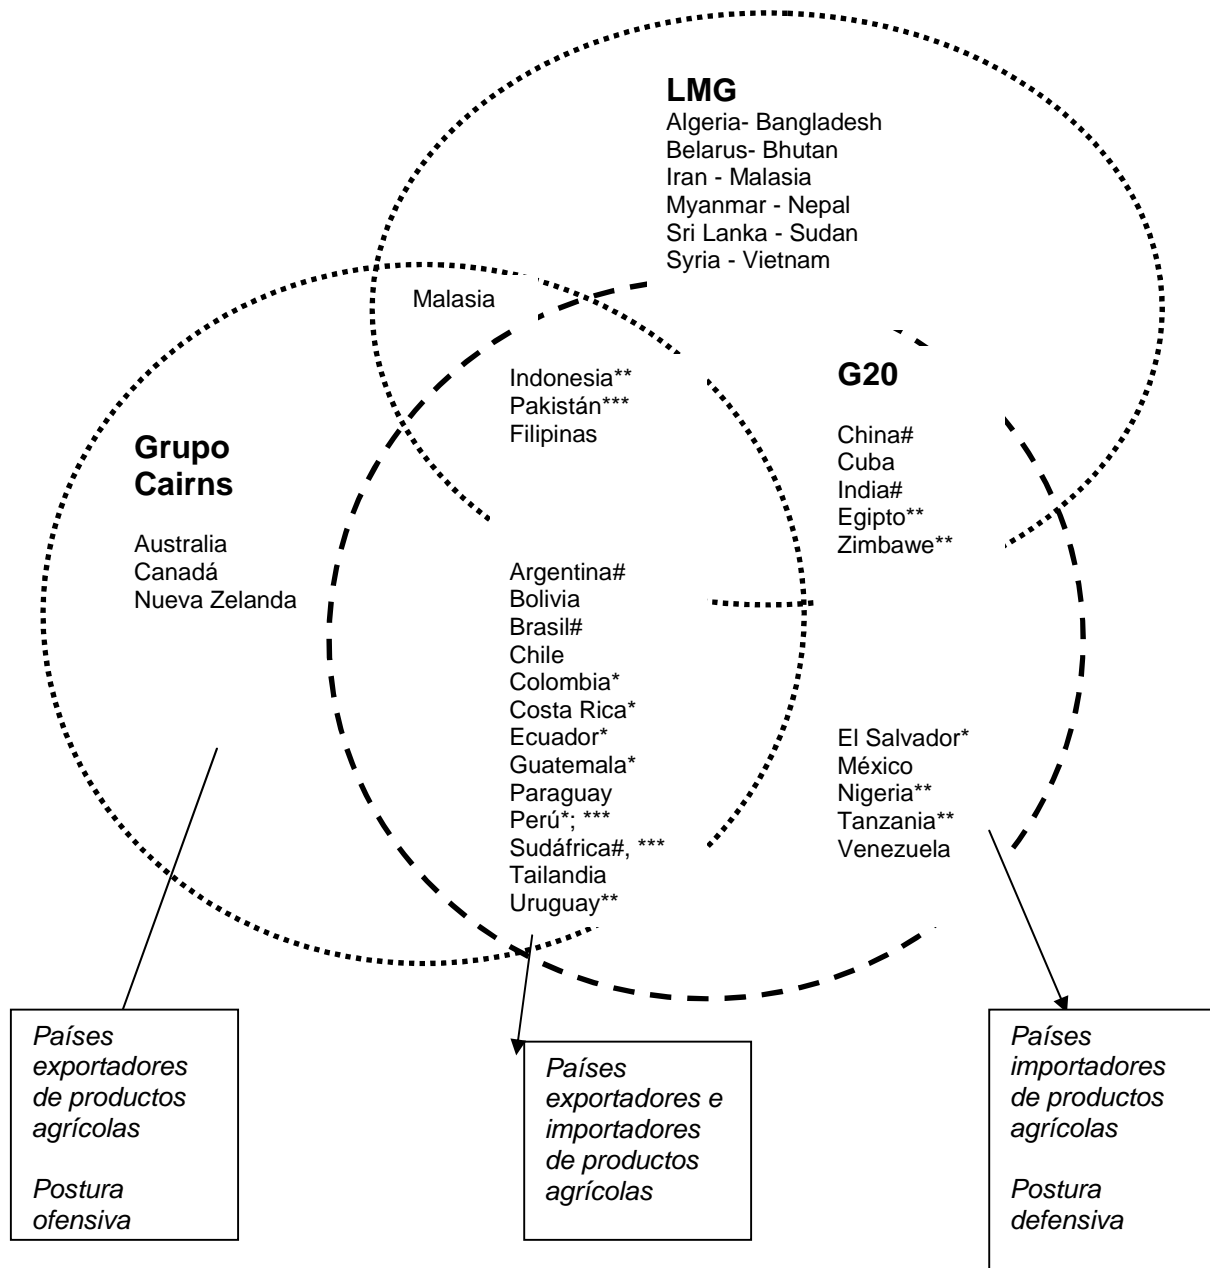 LMG
Algeria- Bangladesh
Belarus- Bhutan
Iran - Malasia
Myanmar - Nepal
Sri Lanka - Sudan
Syria - Vietnam
Malasia
Indonesia**
Pakistán***
Filipinas
G20
China#
Cuba
India#
Egipto**
Zimbawe**
Grupo
Cairns
Australia
Canadá
Nueva Zelanda
Argentina#
Bolivia
Brasil#
Chile
Colombia*
Costa Rica*
Ecuador*
Guatemala*
Paraguay
Perú*; ***
Sudáfrica#, ***
Tailandia
Uruguay**
El Salvador*
México
Nigeria**
Tanzania**
Venezuela
Países
exportadores
de productos
agrícolas
Postura
ofensiva
Países
exportadores e
importadores
de productos
agrícolas
Países
importadores
de productos
agrícolas
Postura
defensiva